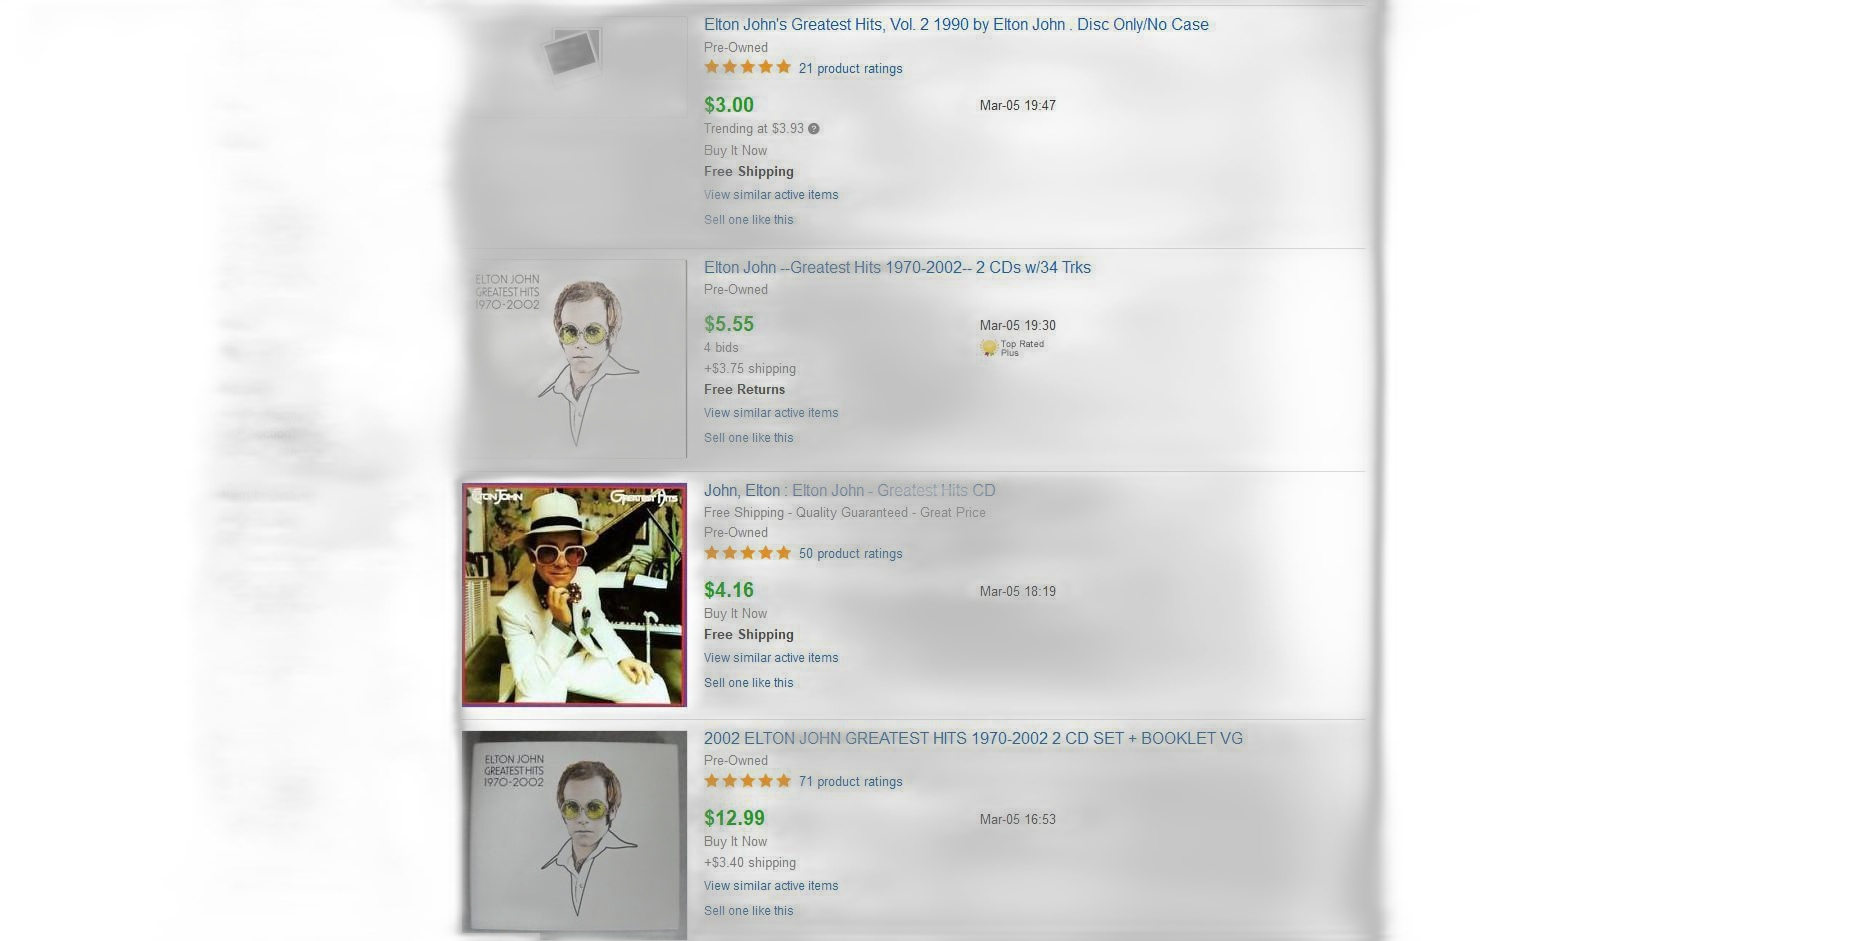 Elton John's Greatest Hits, Vol. 2 1990 by Elton John . Disc Only/No Case
Pre-Owned
21 product ratings
$3.00
Mar-05 19:47
Trending at $3.93
Buy It Now
Free Shipping
View similar active items
Sell one like this
ELTON JOHN
GREATEST HITS
1970-2002
Elton John --Greatest Hits 1970-2002-- 2 CDs w/34 Trks
Pre-Owned
$5.55
Mar-05 19:30
4 bids
Top Rated
Plus
+$3.75 shipping
Free Returns
View similar active items
Sell one like this
ELTON JOHN
GREATEST HITS
John, Elton : Elton John - Greatest Hits CD
Free Shipping - Quality Guaranteed - Great Price
Pre-Owned
50 product ratings
$4.16
Mar-05 18:19
Buy It Now
Free Shipping
View similar active items
Sell one like this
ELTON JOHN
GREATEST HITS
1970-2002
2002 ELTON JOHN GREATEST HITS 1970-2002 2 CD SET + BOOKLET VG
Pre-Owned
71 product ratings
$12.99
Mar-05 16:53
Buy It Now
+$3.40 shipping
View similar active items
Sell one like this